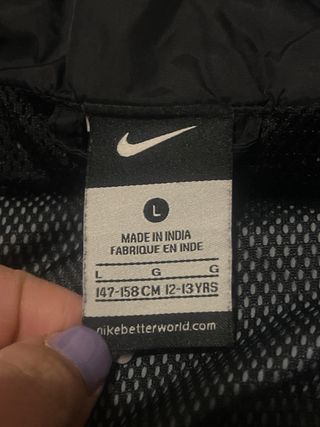 L
MADE IN INDIA
FABRIQUE EN INDE
L G G
147-158 CM 12-13 YRS
nikebetterworld.com